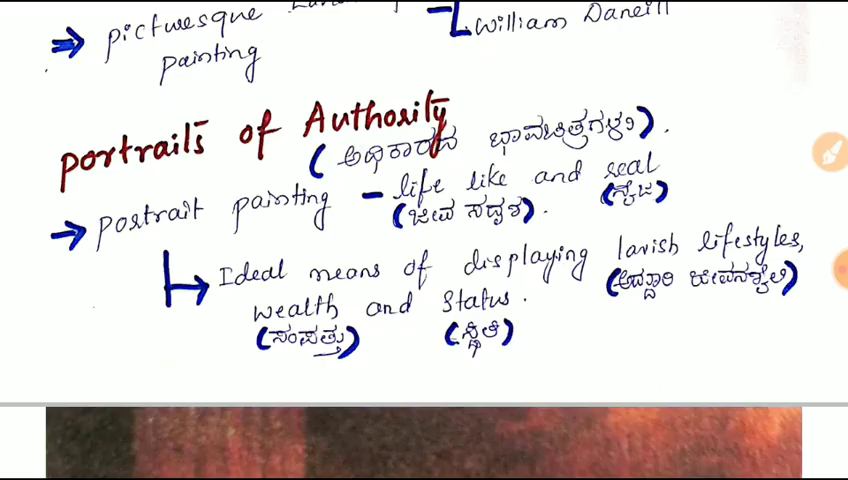 William Daneill
⇒ picturesque
painting
Portraits of Authority
(ಅಧಿಕಾರದ ಭಾವಚಿತ್ರಗಳು).
→ portrait painting - life like and real
(ಜೀವ ಸದೃಶ). (ನೈಜ)
→ Ideal means of displaying lavish lifestyles,
(ಅದ್ದೂರಿ ಜೀವನಶೈಲಿ)
wealth and Status.
(ಸಂಪತ್ತು) (ಸ್ಥಿತಿ)